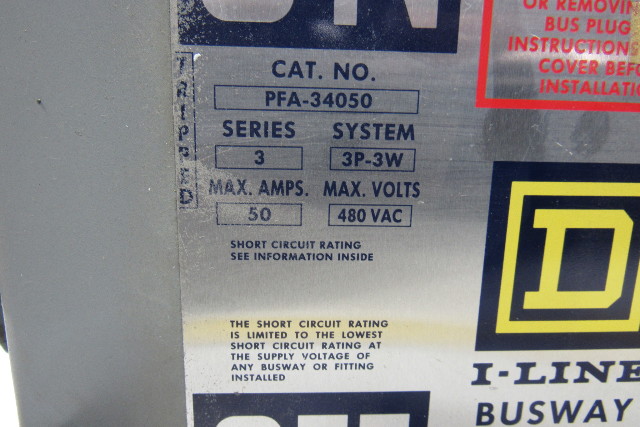 ON
OR REMOVING
BUS PLUG
INSTRUCTIONS
COVER BEFO
INSTALLATIO
TRIPPED
CAT. NO.
PFA-34050
SERIES SYSTEM
3 3P-3W
MAX. AMPS. MAX. VOLTS
50 480 VAC
SHORT CIRCUIT RATING
SEE INFORMATION INSIDE
THE SHORT CIRCUIT RATING
IS LIMITED TO THE LOWEST
SHORT CIRCUIT RATING AT
THE SUPPLY VOLTAGE OF
ANY BUSWAY OR FITTING
INSTALLED
D
I-LINE
BUSWAY